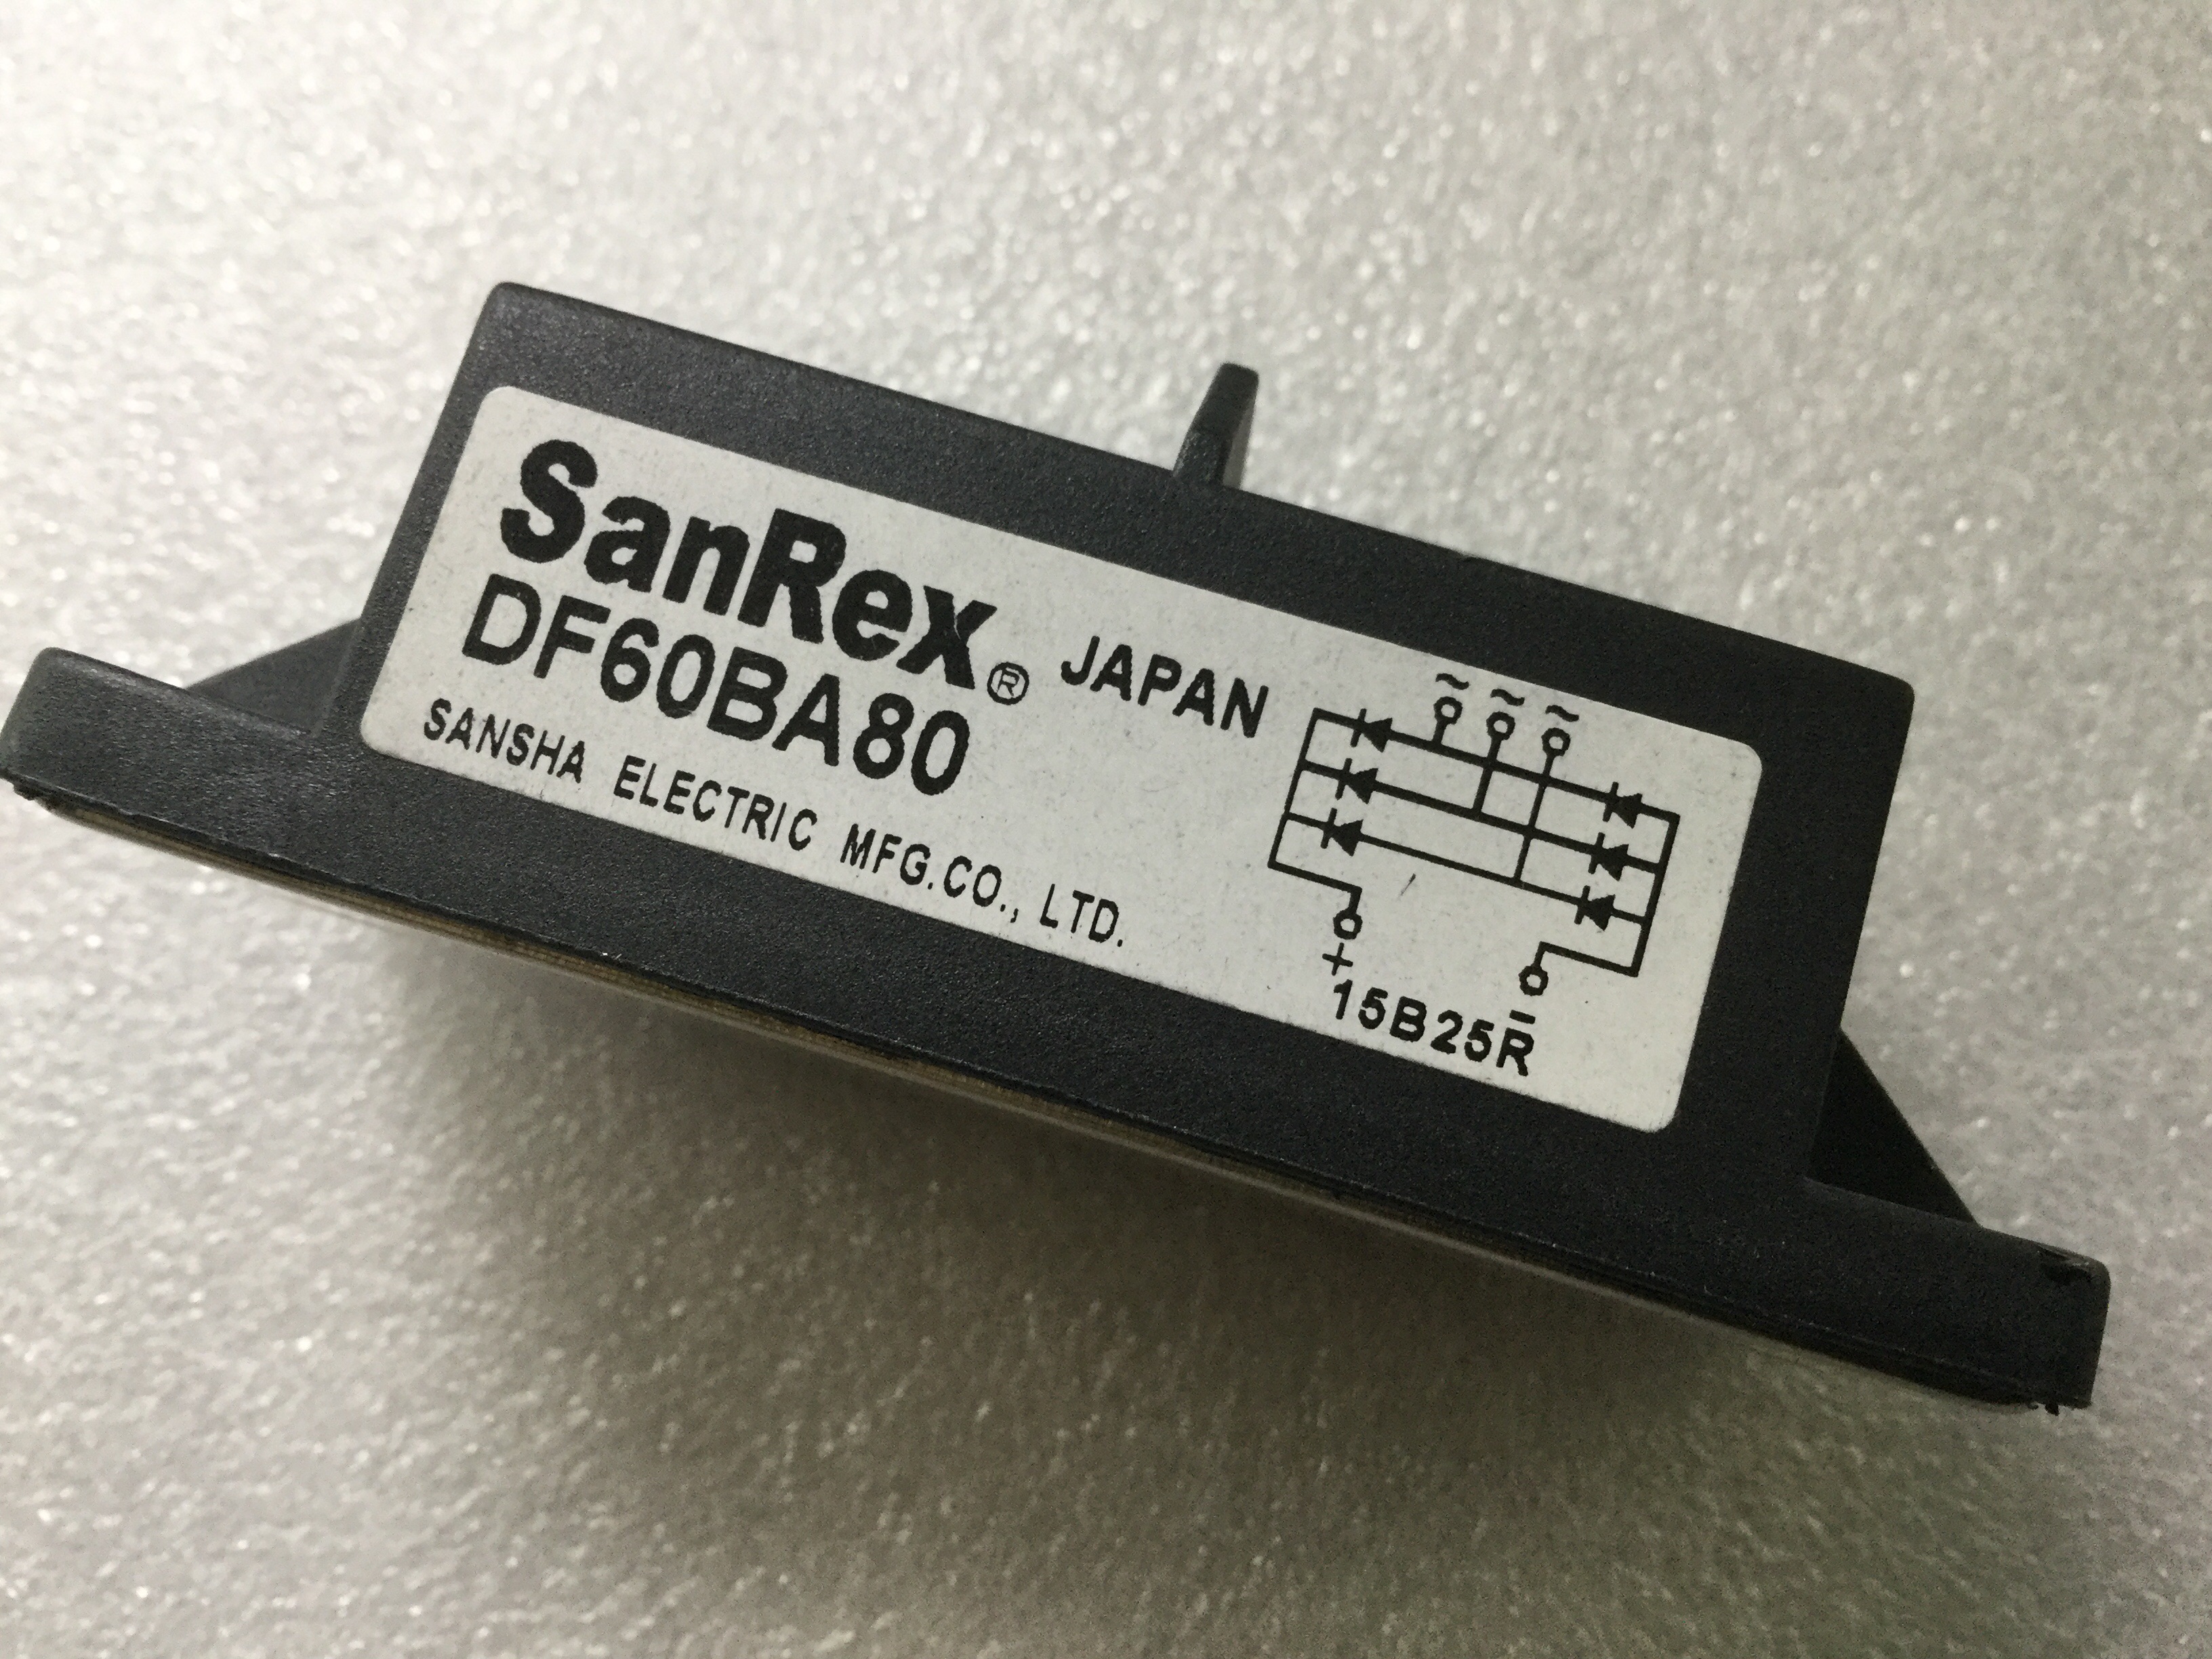 SanRex® JAPAN
DF60BA80
SANSHA ELECTRIC MFG.CO., LTD.
~ ~ ~
+ -
15B25R